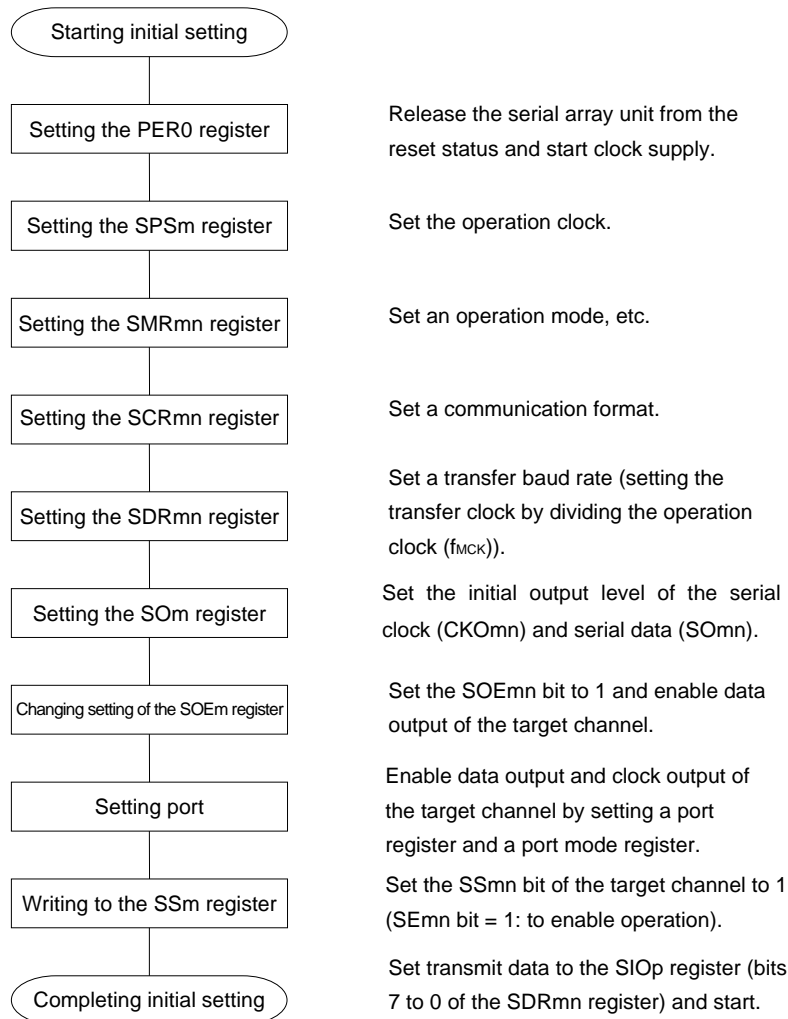 Starting initial setting
Setting the PER0 register
Release the serial array unit from the
reset status and start clock supply.
Setting the SPSm register
Set the operation clock.
Setting the SMRmn register
Set an operation mode, etc.
Setting the SCRmn register
Set a communication format.
Setting the SDRmn register
Set a transfer baud rate (setting the
transfer clock by dividing the operation
clock (fMCK)).
Setting the SOm register
Set the initial output level of the serial
clock (CKOmn) and serial data (SOmn).
Changing setting of the SOEm register
Set the SOEmn bit to 1 and enable data
output of the target channel.
Setting port
Enable data output and clock output of
the target channel by setting a port
register and a port mode register.
Writing to the SSm register
Set the SSmn bit of the target channel to 1
(SEmn bit = 1: to enable operation).
Completing initial setting
Set transmit data to the SIOp register (bits
7 to 0 of the SDRmn register) and start.